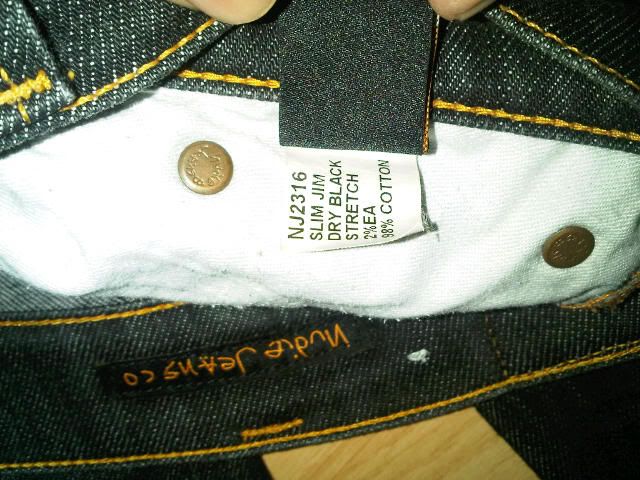 NJ2316
SLIM JIM
DRY BLACK
STRETCH
2%EA
98% COTTON
nudie Jeans co